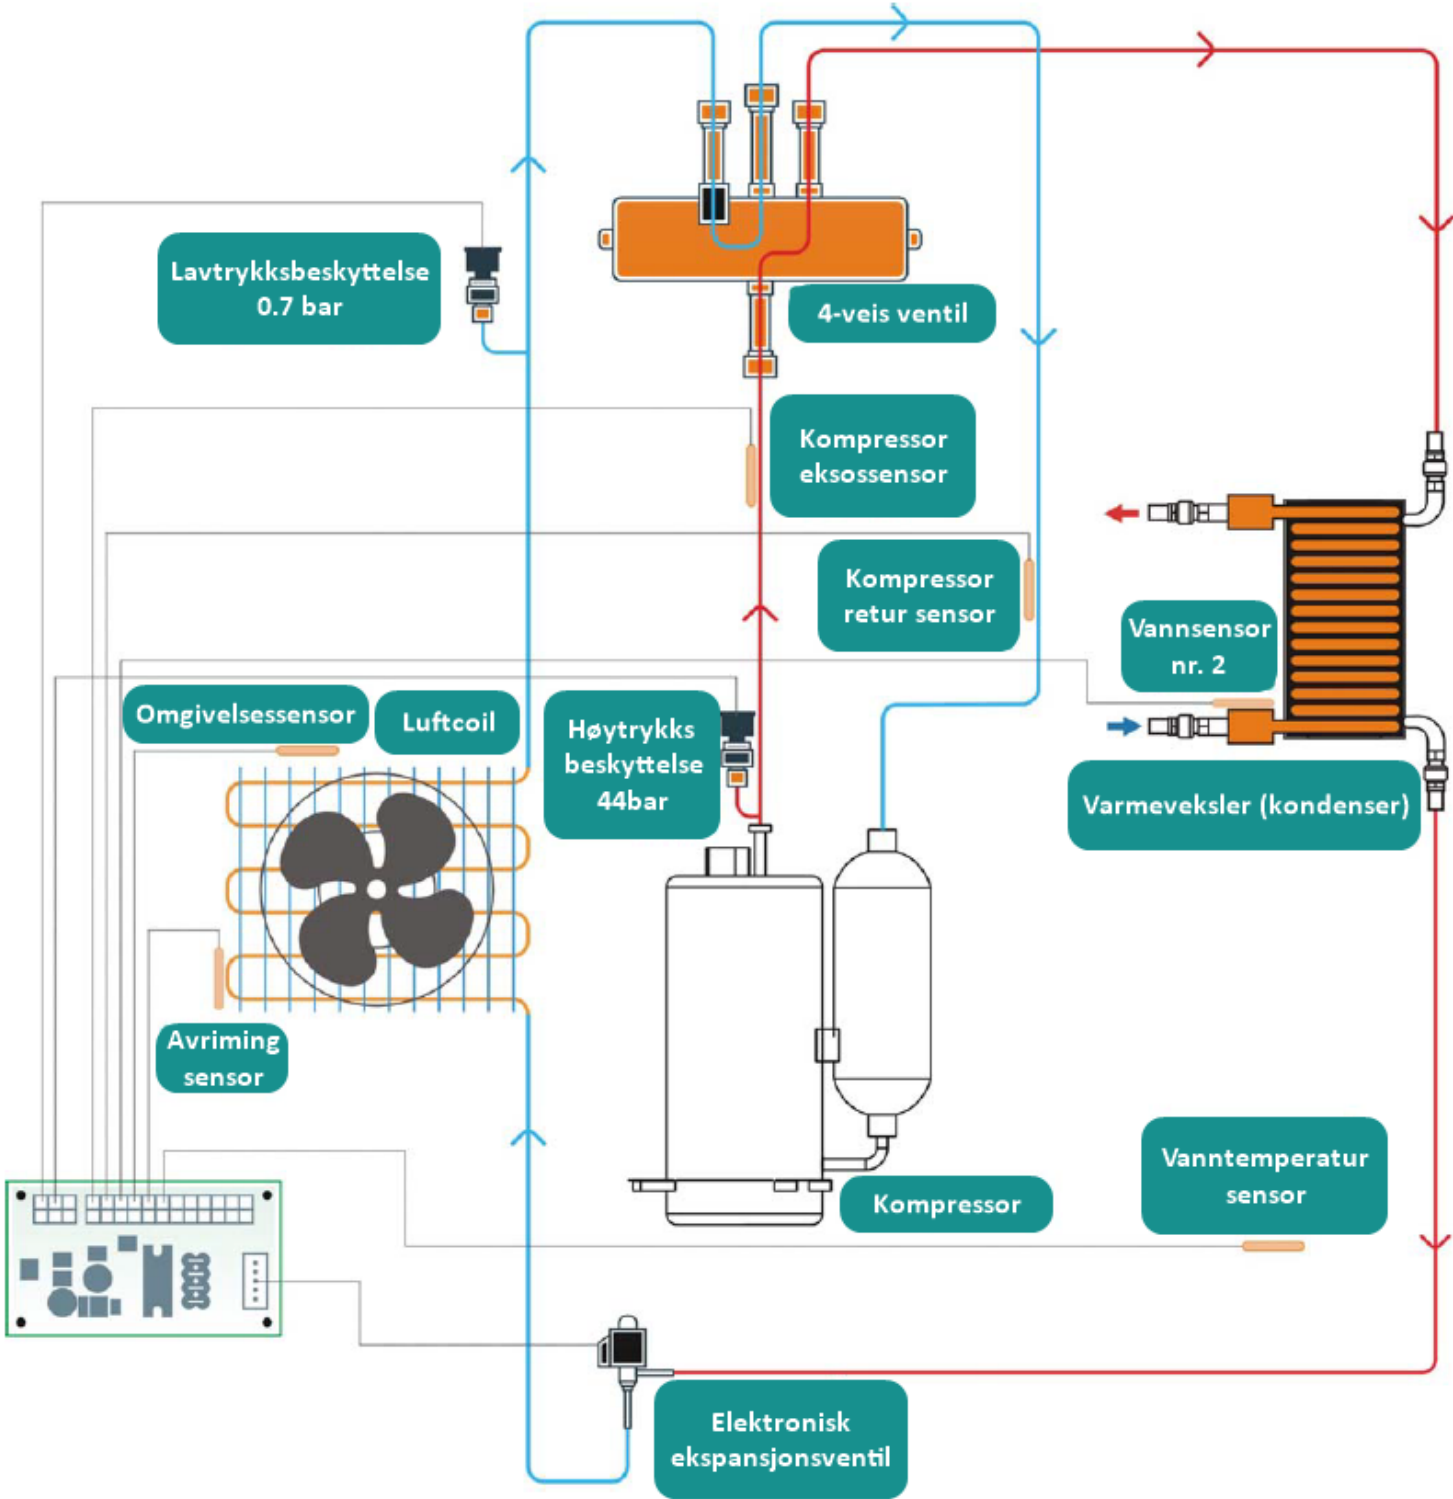 Lavtrykksbeskyttelse
0.7 bar
4-veis ventil
Kompressor
eksossensor
Kompressor
retur sensor
Vannsensor
nr. 2
Omgivelsessensor
Luftcoil
Høytrykks
beskyttelse
44bar
Varmeveksler (kondenser)
Avriming
sensor
Vanntemperatur
sensor
Kompressor
Elektronisk
ekspansjonsventil